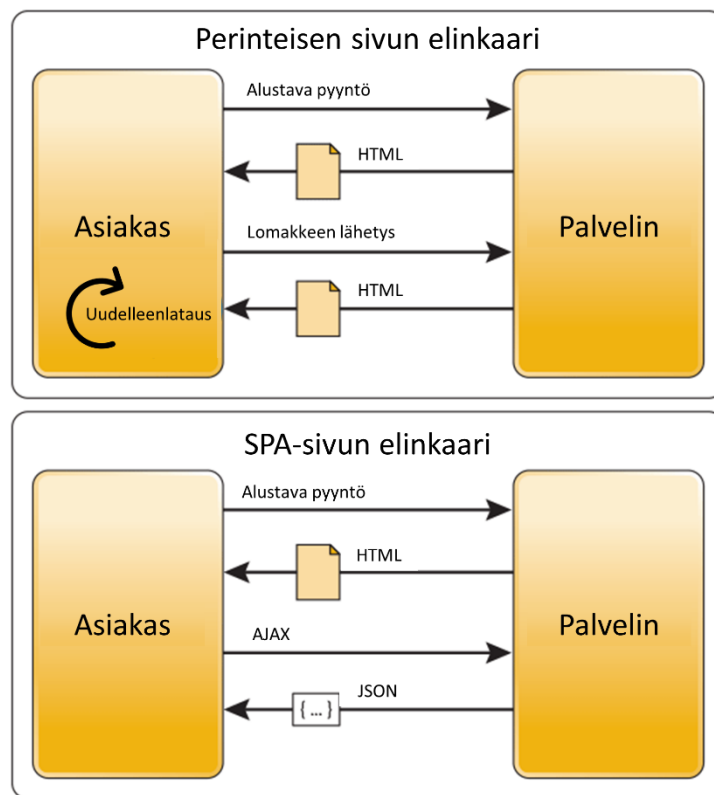 Perinteisen sivun elinkaari
Alustava pyyntö
HTML
Asiakas
Palvelin
Lomakkeen lähetys
HTML
Uudelleenlataus
SPA-sivun elinkaari
Alustava pyyntö
HTML
Asiakas
Palvelin
AJAX
JSON
{ ... }